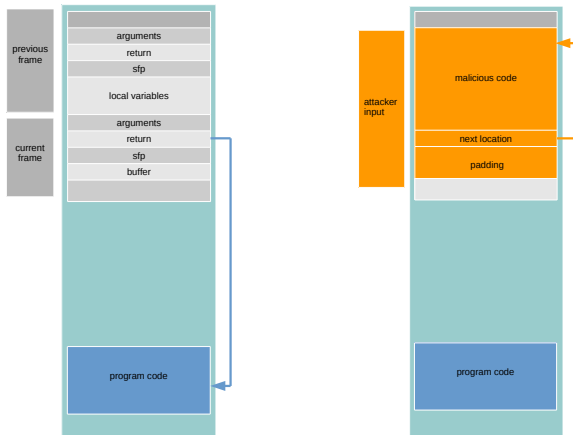 previous
frame
arguments
return
sfp
local variables
current
frame
arguments
return
sfp
buffer
program code
attacker
input
malicious code
next location
padding
program code